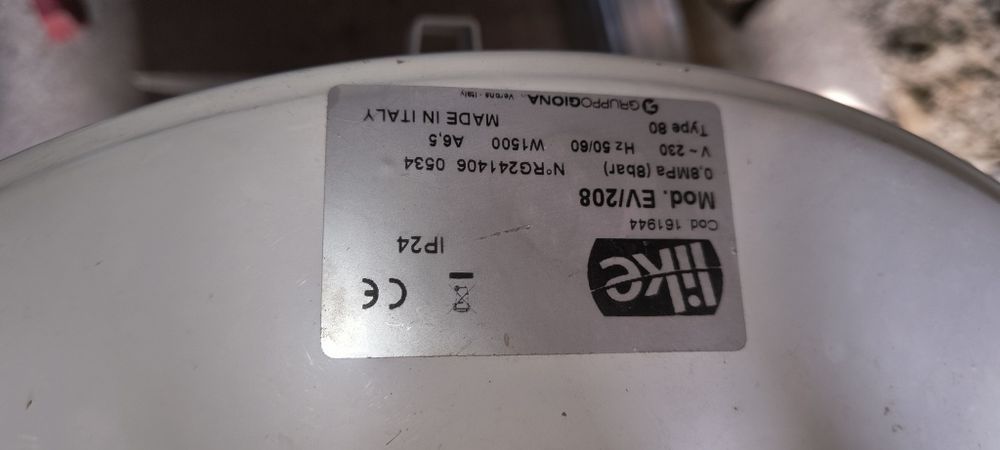 like
IP24
Cod. 161944
Mod. EV/208
0,8MPa (8bar) N°RG241406 0534
V~ 230 Hz 50/60 W1500 A6,5
Type 80 MADE IN ITALY
GRUPPOGIONA Verona - Italy